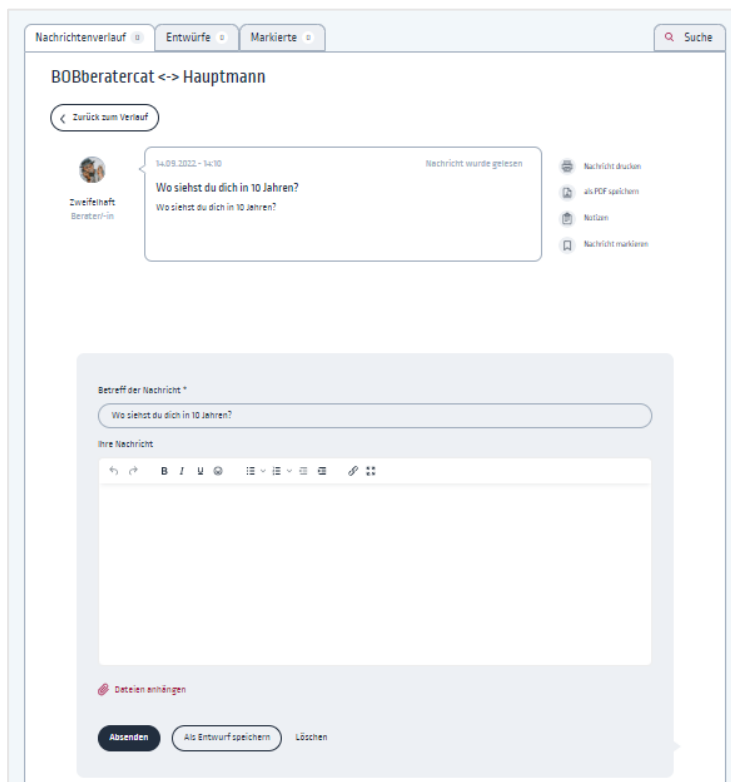 Nachrichtenverlauf 0 Entwürfe 0 Markierte 0 Suche
BOBberatercat <-> Hauptmann
Zurück zum Verlauf
14.09.2022 - 14:10 Nachricht wurde gelesen
Wo siehst du dich in 10 Jahren?
Wo siehst du dich in 10 Jahren?
Zweifelhaft
Berater/-in
Nachricht drucken
als PDF speichern
Notizen
Nachricht markieren
Betreff der Nachricht *
Wo siehst du dich in 10 Jahren?
Ihre Nachricht
B I U
Dateien anhängen
Absenden Als Entwurf speichern Löschen